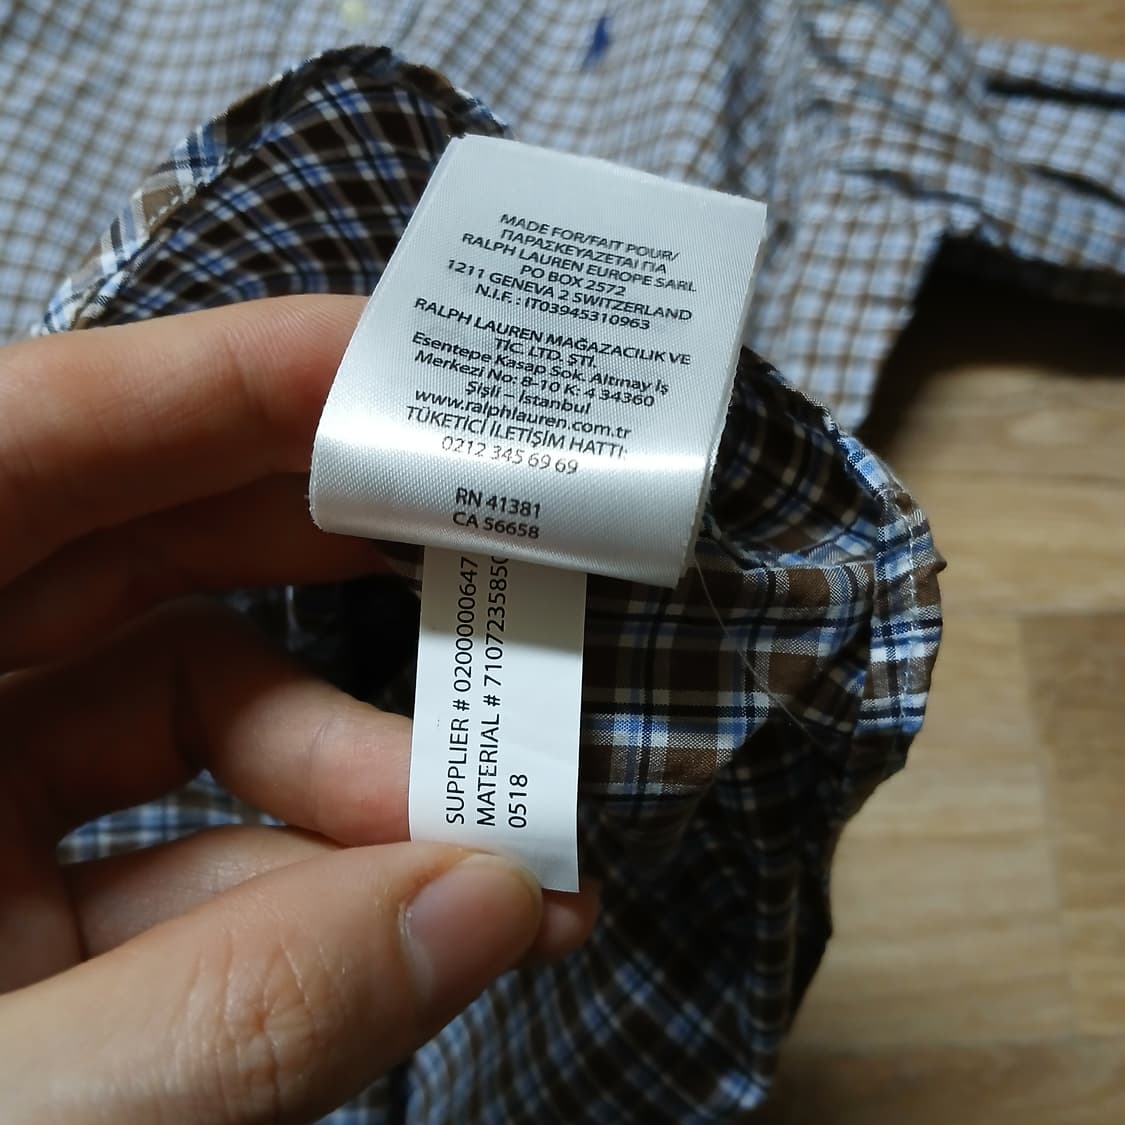 MADE FOR/FAIT POUR/
ΠΑΡΑΣΚΕΥΑΖΕΤΑΙ ΓΙΑ
RALPH LAUREN EUROPE SARL
PO BOX 2572
1211 GENEVA 2 SWITZERLAND
N.I.F.: IT03945310963
RALPH LAUREN MAĞAZACILIK VE
TİC. LTD. ŞTİ.
Esentepe Kasap Sok. Altınay İş
Merkezi No: 8-10 K: 4 34360
Şişli – İstanbul
www.ralphlauren.com.tr
TÜKETİCİ İLETİŞİM HATTI:
0212 345 69 69
RN 41381
CA 56658
SUPPLIER # 0200000647
MATERIAL # 710723585
0518